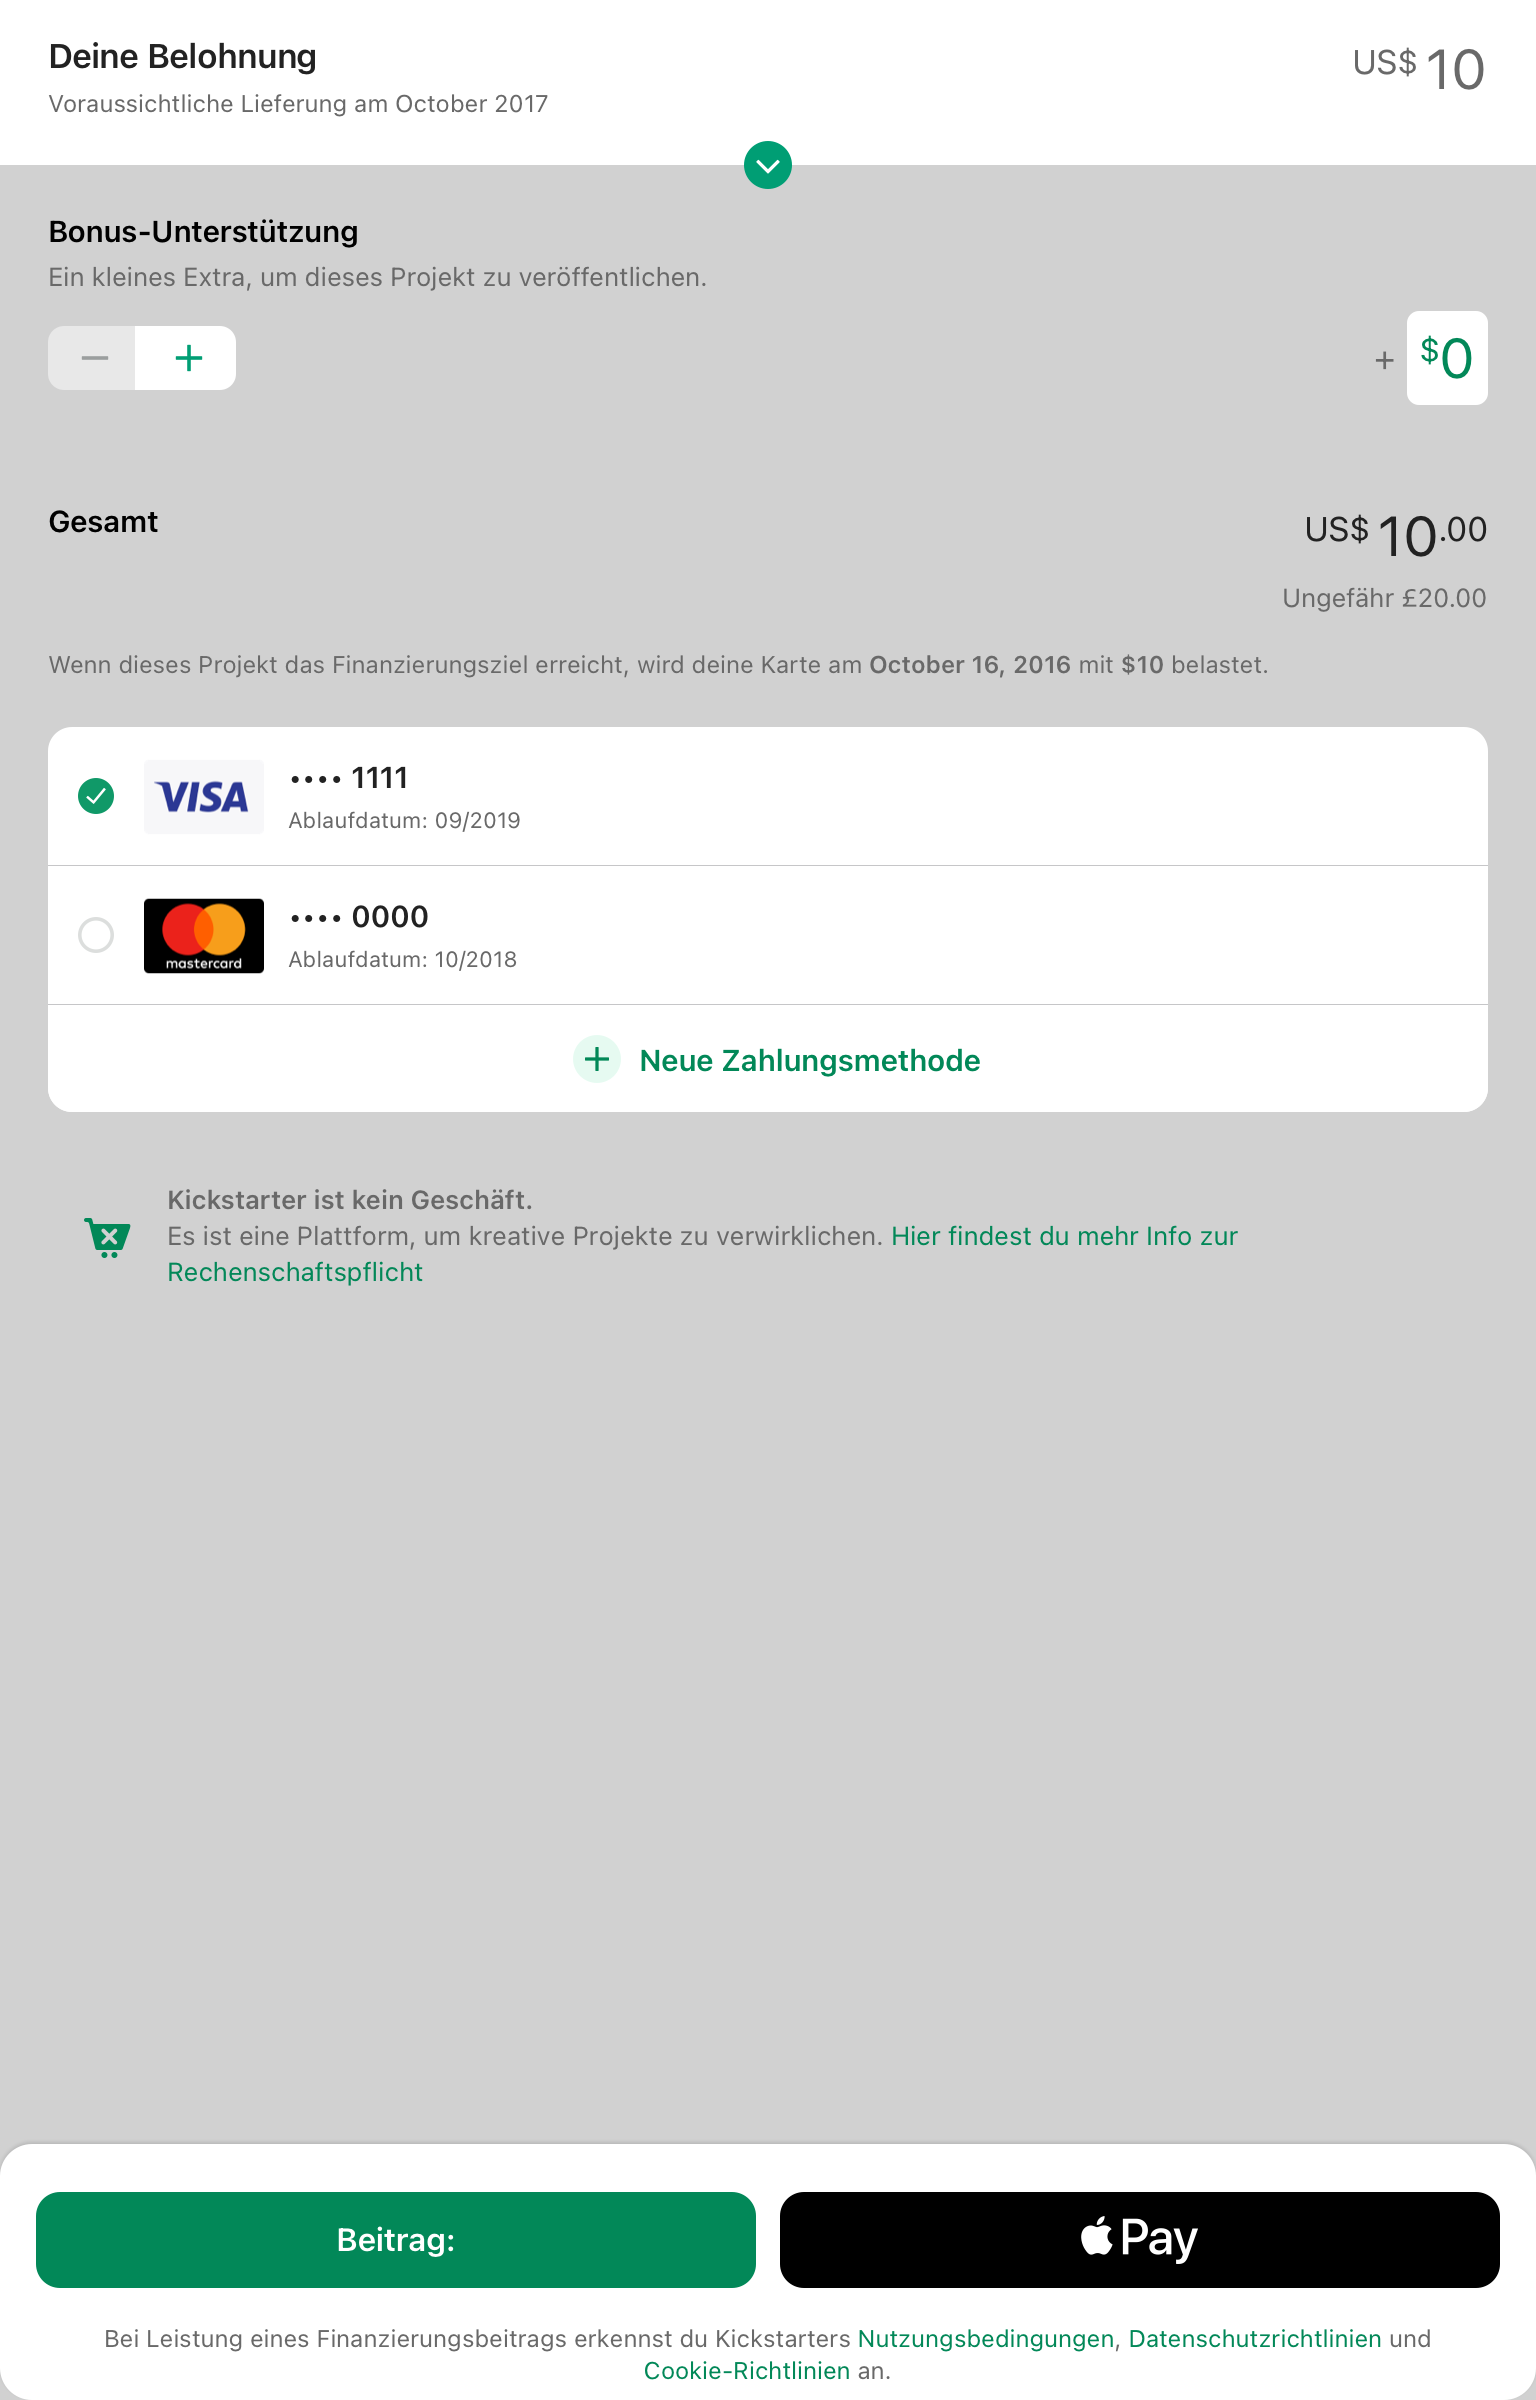 Deine Belohnung
US$ 10
Voraussichtliche Lieferung am October 2017
Bonus-Unterstützung
Ein kleines Extra, um dieses Projekt zu veröffentlichen.
− +
+ $0
Gesamt
US$ 10.00
Ungefähr £20.00
Wenn dieses Projekt das Finanzierungsziel erreicht, wird deine Karte am October 16, 2016 mit $10 belastet.
VISA
•••• 1111
Ablaufdatum: 09/2019
mastercard
•••• 0000
Ablaufdatum: 10/2018
+ Neue Zahlungsmethode
Kickstarter ist kein Geschäft.
Es ist eine Plattform, um kreative Projekte zu verwirklichen. Hier findest du mehr Info zur
Rechenschaftspflicht
Beitrag:
Pay
Bei Leistung eines Finanzierungsbeitrags erkennst du Kickstarters Nutzungsbedingungen, Datenschutzrichtlinien und
Cookie-Richtlinien an.